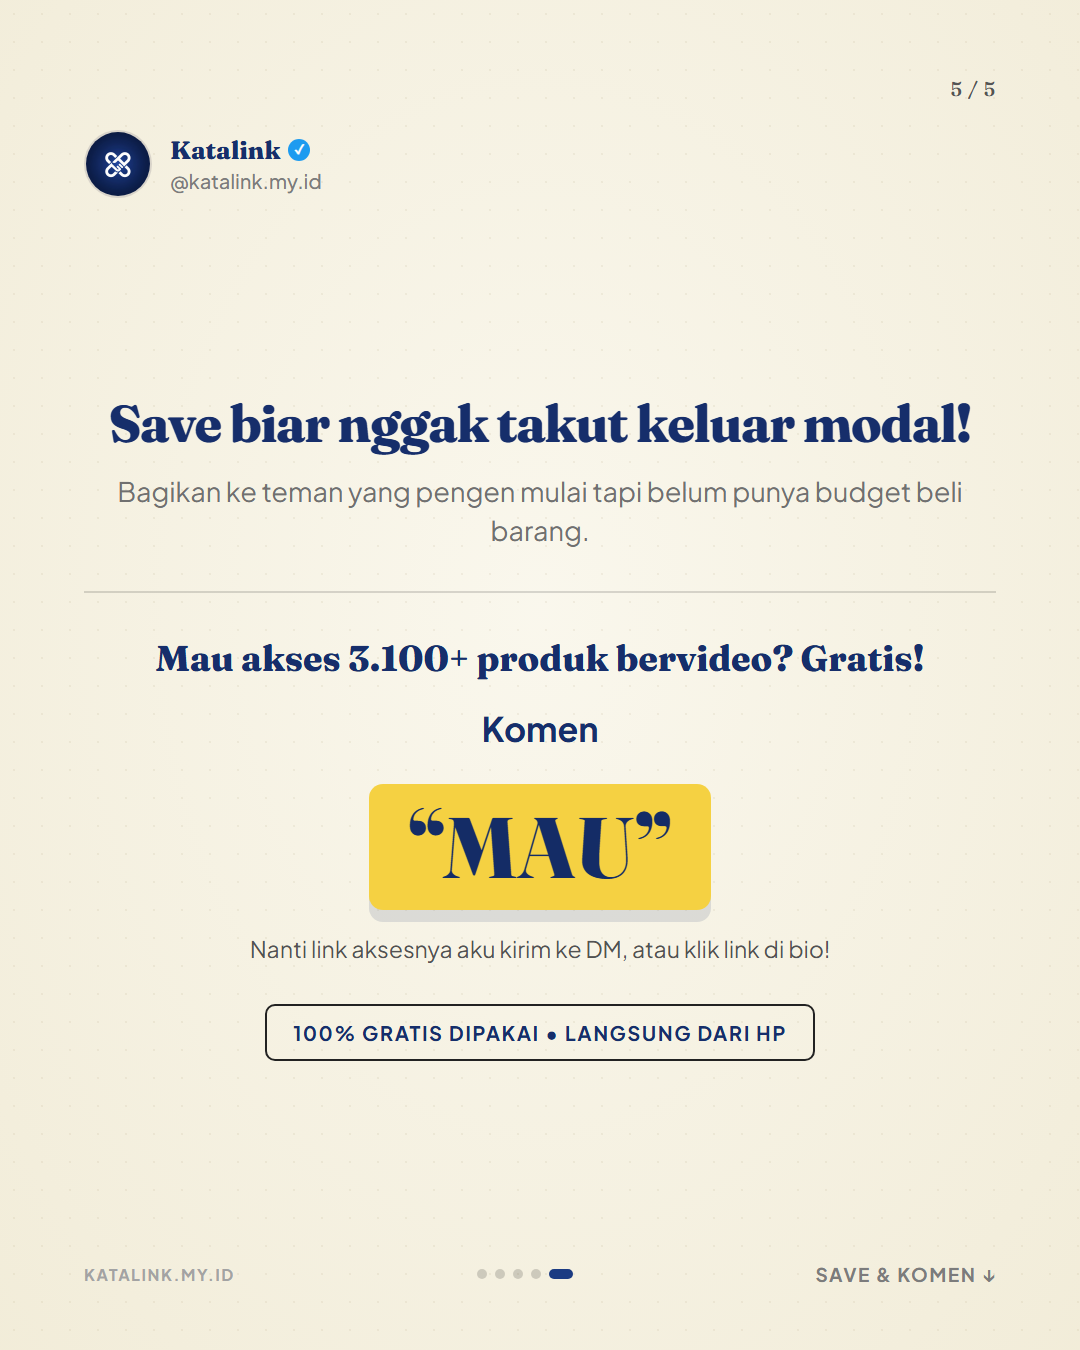 5 / 5
Katalink
@katalink.my.id
Save biar nggak takut keluar modal!
Bagikan ke teman yang pengen mulai tapi belum punya budget beli
barang.
Mau akses 3.100+ produk bervideo? Gratis!
Komen
“MAU”
Nanti link aksesnya aku kirim ke DM, atau klik link di bio!
100% GRATIS DIPAKAI • LANGSUNG DARI HP
KATALINK.MY.ID
SAVE & KOMEN ↓